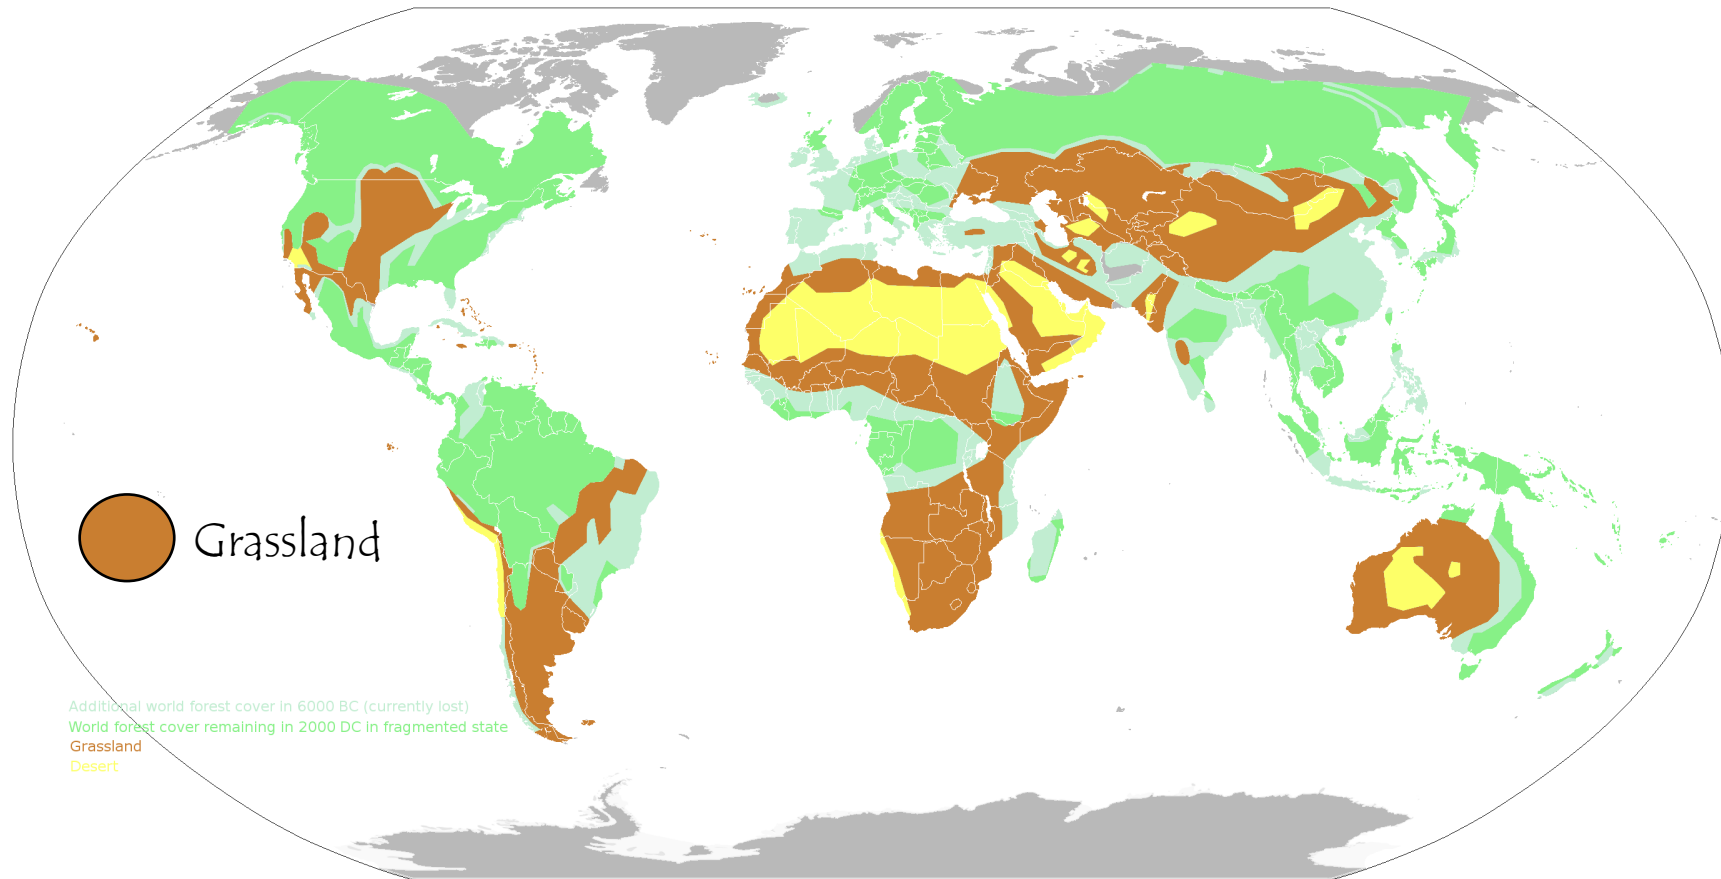 Grassland
Additional world forest cover in 6000 BC (currently lost)
World forest cover remaining in 2000 DC in fragmented state
Grassland
Desert